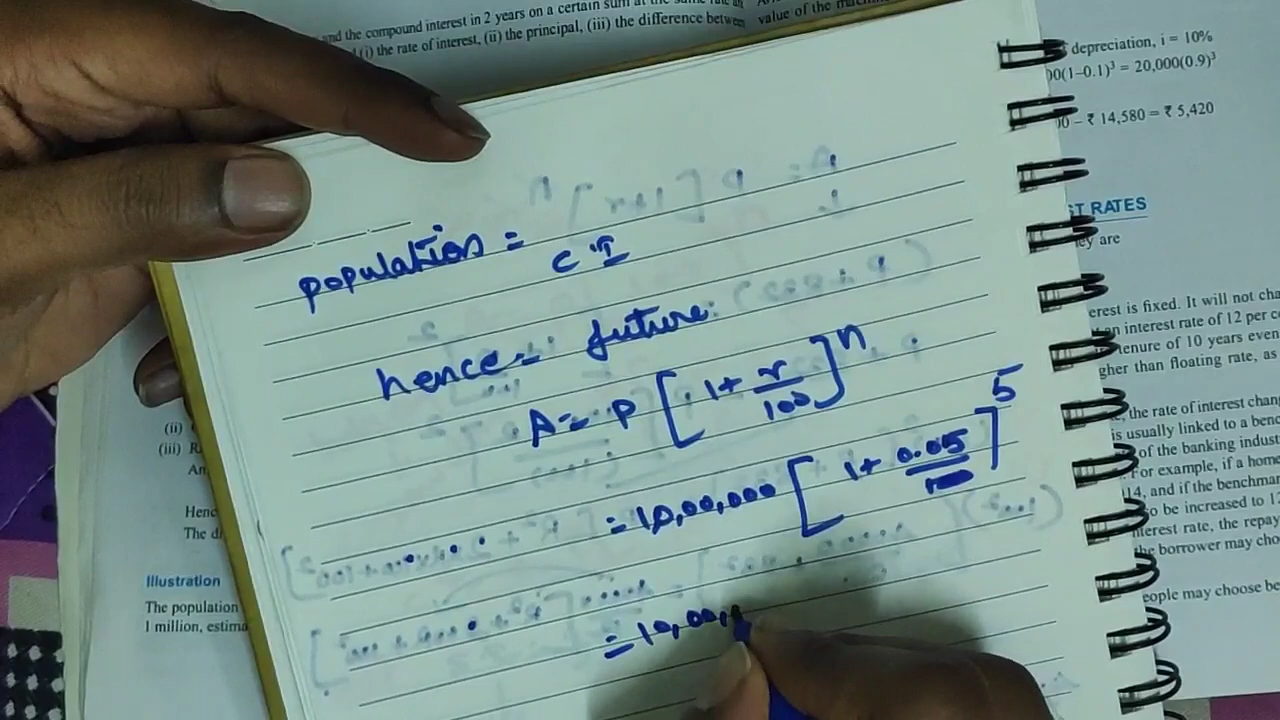 and the compound interest in 2 years on a certain sum at the same rate
(i) the rate of interest, (ii) the principal, (iii) the difference between
value of the
depreciation, i = 10%
00(1–0.1)³ = 20,000(0.9)³
– ₹ 14,580 = ₹ 5,420
population =
CI
hence = future:
A = P [ 1 + r/100 ]ⁿ
= 10,00,000 [ 1 + 0.05 ]⁵
= 10,00,
T RATES
ey are
erest is fixed. It will not cha
n interest rate of 12 per c
tenure of 10 years even
gher than floating rate, as
, the rate of interest chan
is usually linked to a benc
of the banking indust
For example, if a home
14, and if the benchmar
o be increased to 1
terest rate, the repay
the borrower may cho
eople may choose be
(ii)
(iii) R
An
Henc
The di
Illustration
The population
1 million, estima